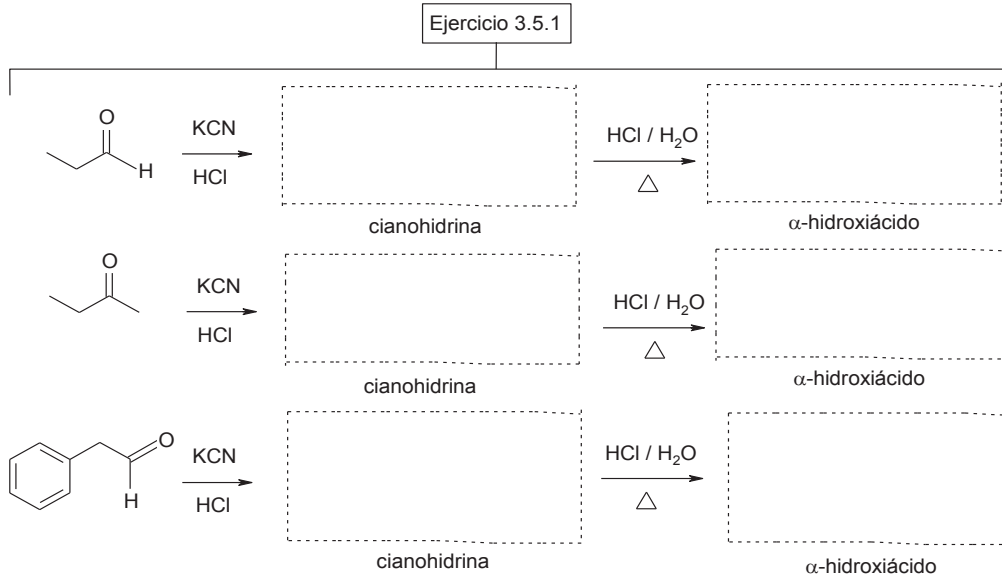 Ejercicio 3.5.1
O
H
KCN
HCl
cianohidrina
HCl / H₂O
△
α-hidroxiácido
O
KCN
HCl
cianohidrina
HCl / H₂O
△
α-hidroxiácido
O
H
KCN
HCl
cianohidrina
HCl / H₂O
△
α-hidroxiácido